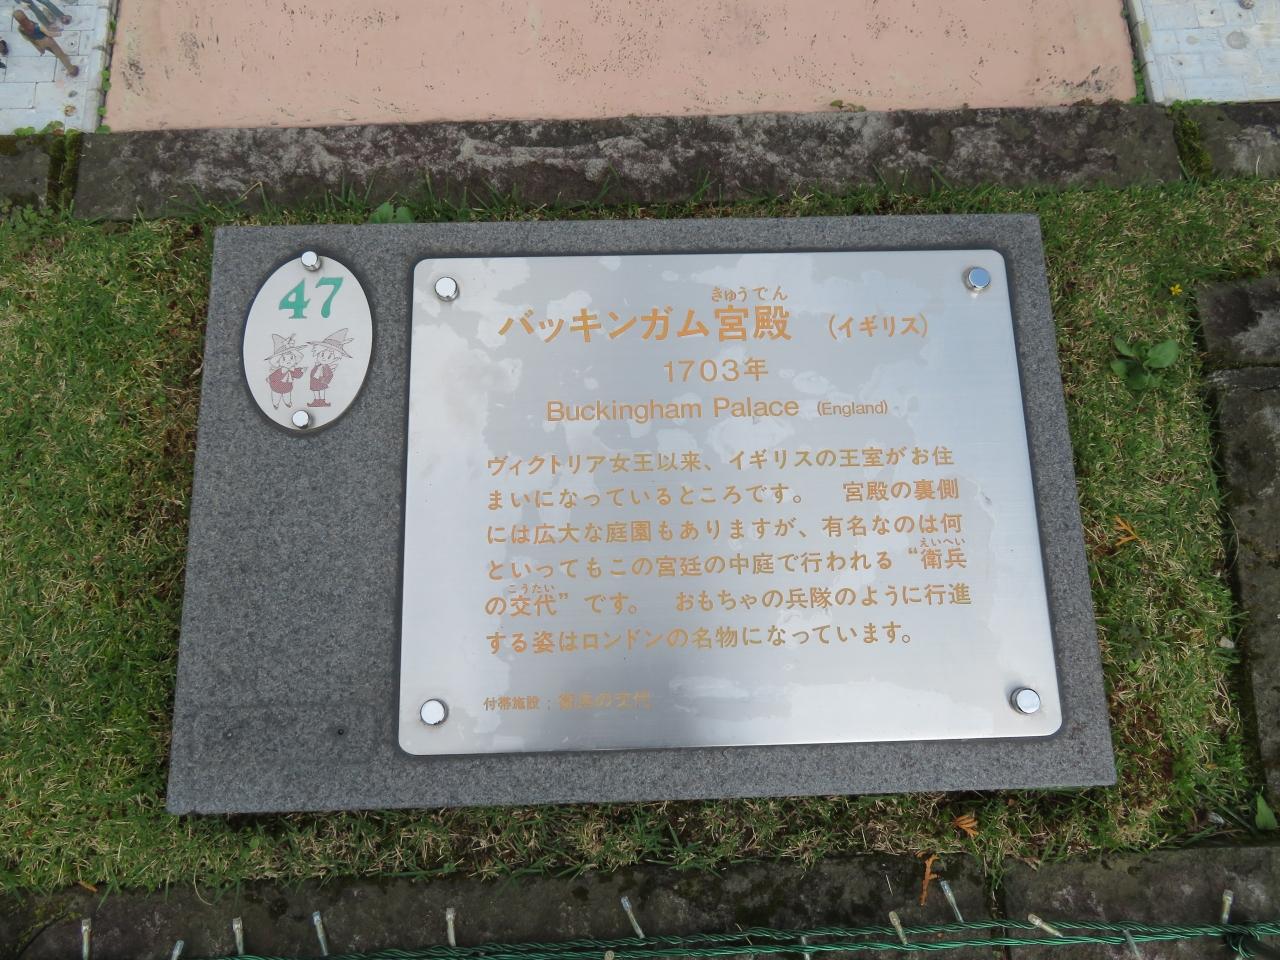 47
きゅうでん
バッキンガム宮殿 (イギリス)
1703年
Buckingham Palace (England)
ヴィクトリア女王以来、イギリスの王室がお住
まいになっているところです。 宮殿の裏側
には広大な庭園もありますが、有名なのは何
えいへい
といってもこの宮廷の中庭で行われる“衛兵
こうたい
の交代”です。 おもちゃの兵隊のように行進
する姿はロンドンの名物になっています。
付帯施設：衛兵の交代